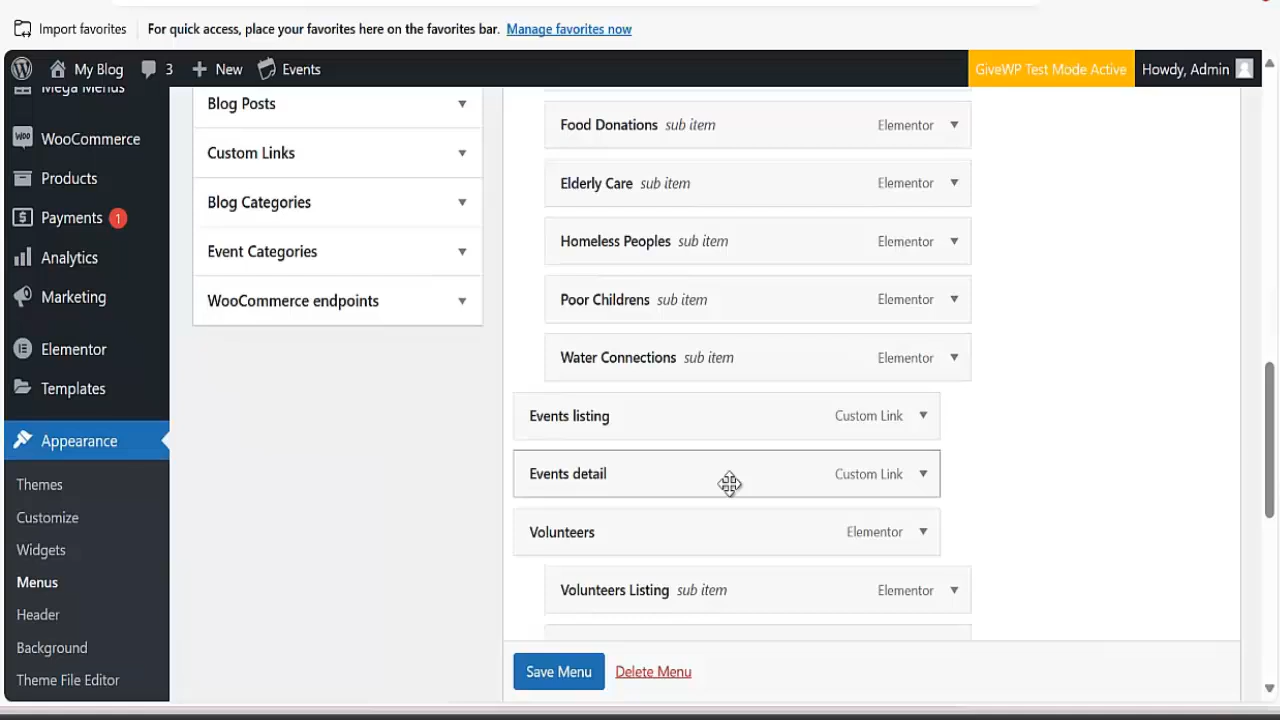 Import favorites For quick access, place your favorites here on the favorites bar. Manage favorites now
My Blog 3 New Events GiveWP Test Mode Active Howdy, Admin
Mega Menus
WooCommerce
Products
Payments 1
Analytics
Marketing
Elementor
Templates
Appearance
Themes
Customize
Widgets
Menus
Header
Background
Theme File Editor
Blog Posts
Custom Links
Blog Categories
Event Categories
WooCommerce endpoints
Food Donations sub item Elementor
Elderly Care sub item Elementor
Homeless Peoples sub item Elementor
Poor Childrens sub item Elementor
Water Connections sub item Elementor
Events listing Custom Link
Events detail Custom Link
Volunteers Elementor
Volunteers Listing sub item Elementor
Save Menu Delete Menu